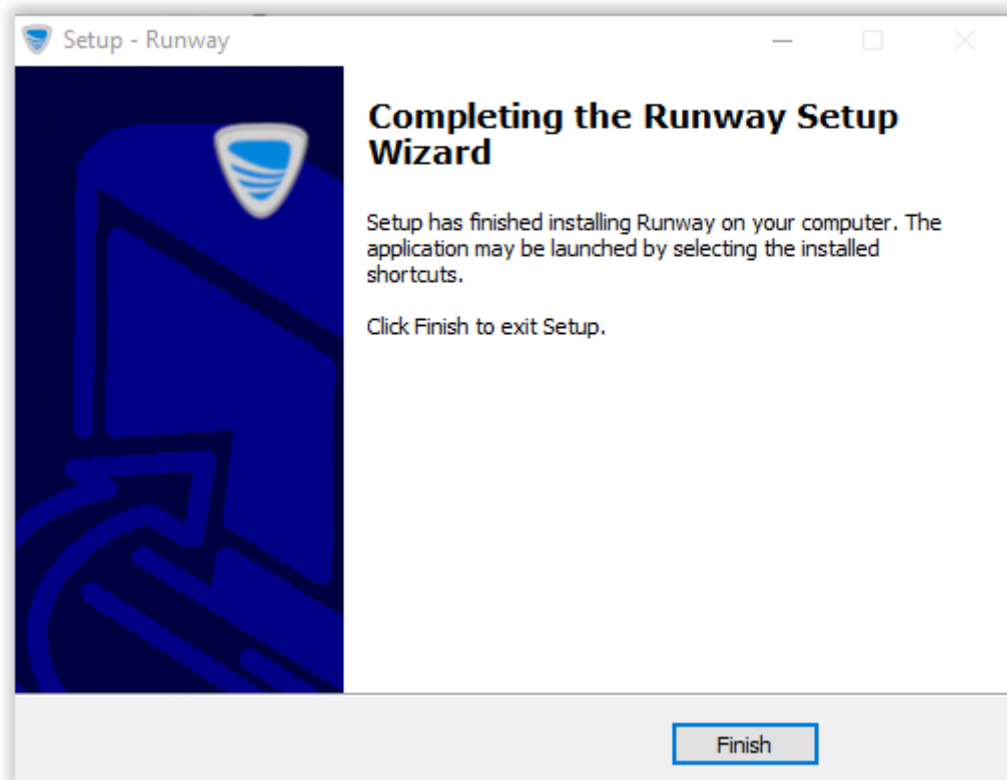 Setup - Runway
Completing the Runway Setup
Wizard
Setup has finished installing Runway on your computer. The
application may be launched by selecting the installed
shortcuts.
Click Finish to exit Setup.
Finish